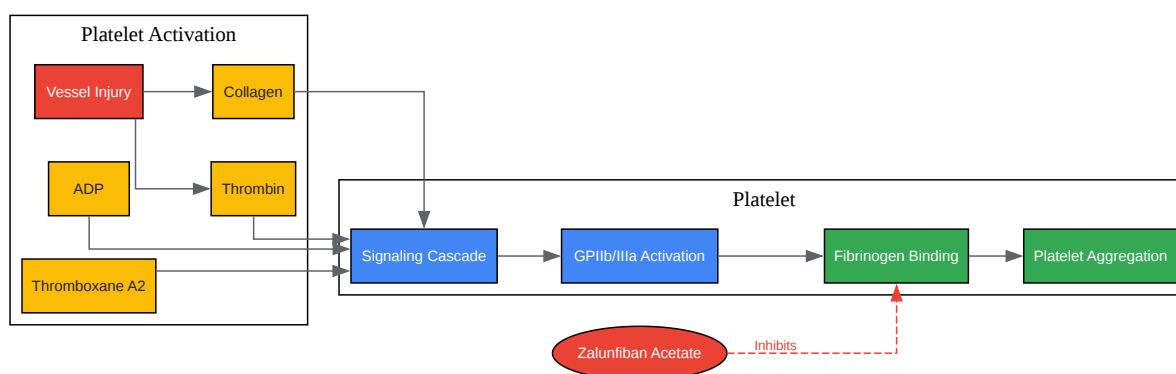 Platelet Activation
Vessel Injury
Collagen
ADP
Thrombin
Platelet
Signaling Cascade
GPIIb/IIIa Activation
Fibrinogen Binding
Platelet Aggregation
Thromboxane A2
Zalunfiban Acetate
Inhibits